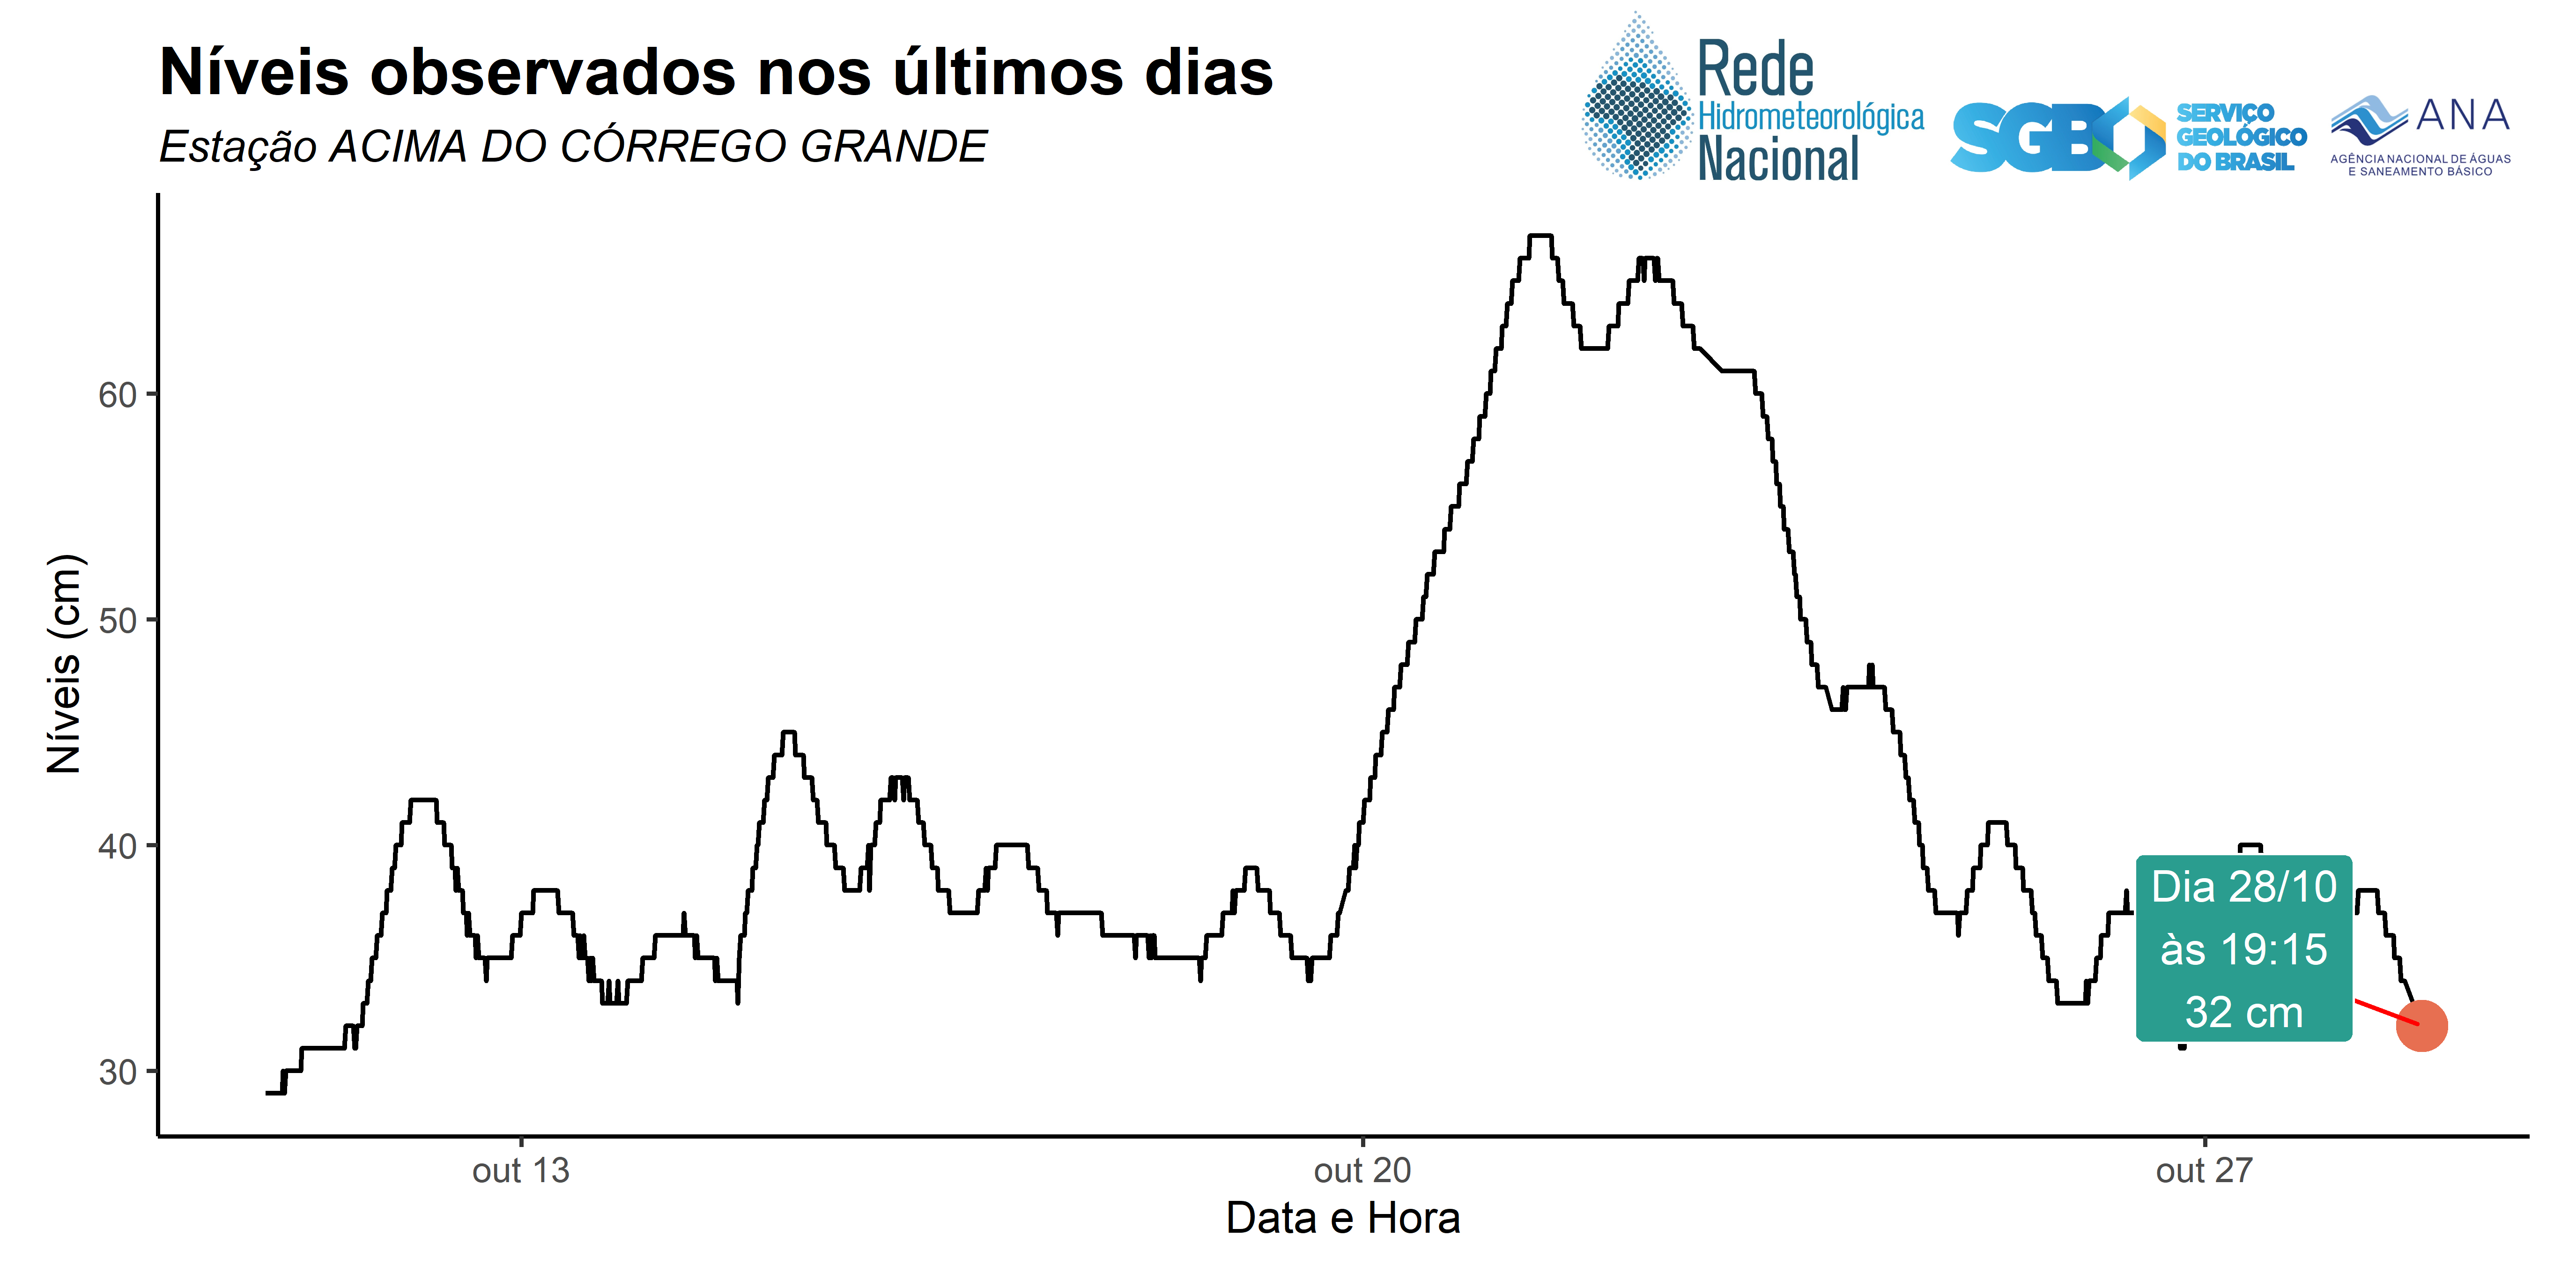 Níveis observados nos últimos dias
Estação ACIMA DO CÓRREGO GRANDE
Rede
Hidrometeorológica
Nacional
SGB
SERVIÇO
GEOLÓGICO
DO BRASIL
ANA
AGÊNCIA NACIONAL DE ÁGUAS
E SANEAMENTO BÁSICO
Níveis (cm)
60
50
40
30
Dia 28/10
às 19:15
32 cm
out 13
out 20
out 27
Data e Hora